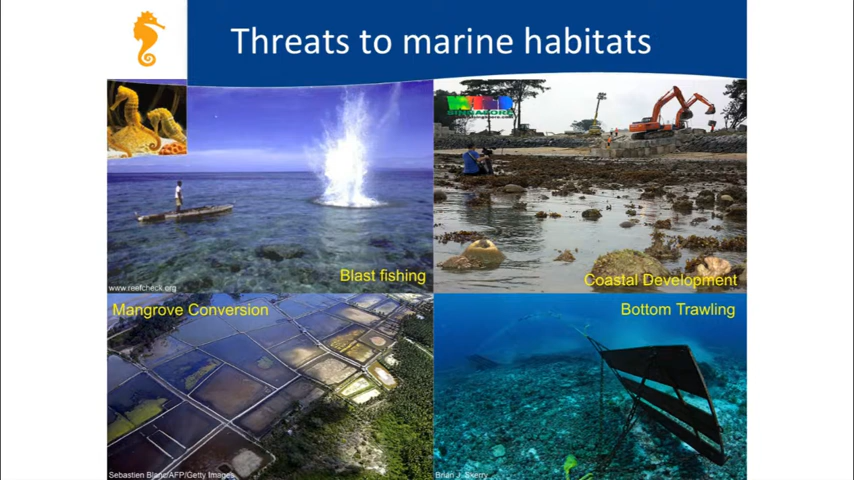 Threats to marine habitats
SINGAPORE
Blast fishing
www.reefcheck.org
Coastal Development
Mangrove Conversion
Bottom Trawling
Sebastien Blanc/AFP/Getty Images
Brian J. Skerry